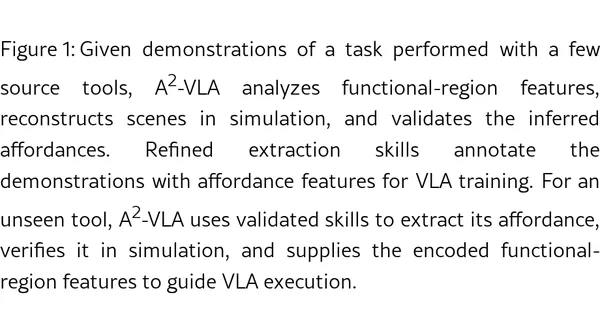 Figure 1: Given demonstrations of a task performed with a few
source tools, A²-VLA analyzes functional-region features,
reconstructs scenes in simulation, and validates the inferred
affordances. Refined extraction skills annotate the
demonstrations with affordance features for VLA training. For an
unseen tool, A²-VLA uses validated skills to extract its affordance,
verifies it in simulation, and supplies the encoded functional-
region features to guide VLA execution.